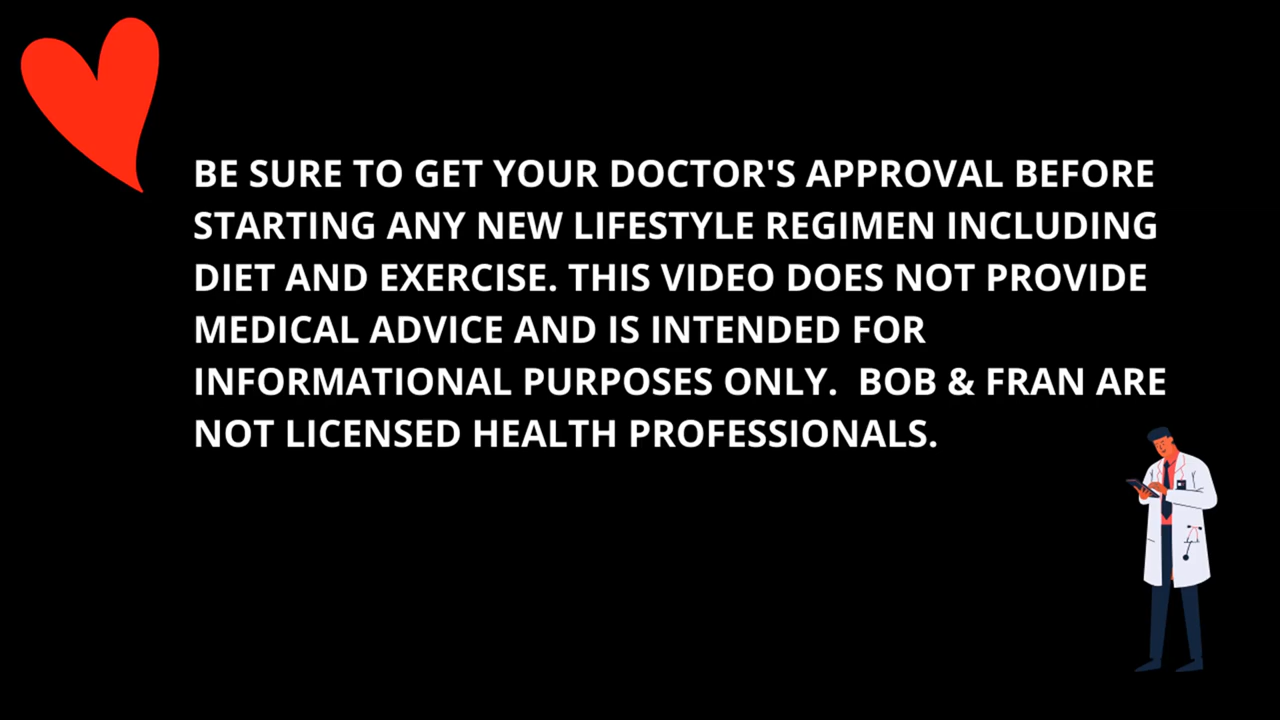 BE SURE TO GET YOUR DOCTOR'S APPROVAL BEFORE
STARTING ANY NEW LIFESTYLE REGIMEN INCLUDING
DIET AND EXERCISE. THIS VIDEO DOES NOT PROVIDE
MEDICAL ADVICE AND IS INTENDED FOR
INFORMATIONAL PURPOSES ONLY.  BOB & FRAN ARE
NOT LICENSED HEALTH PROFESSIONALS.